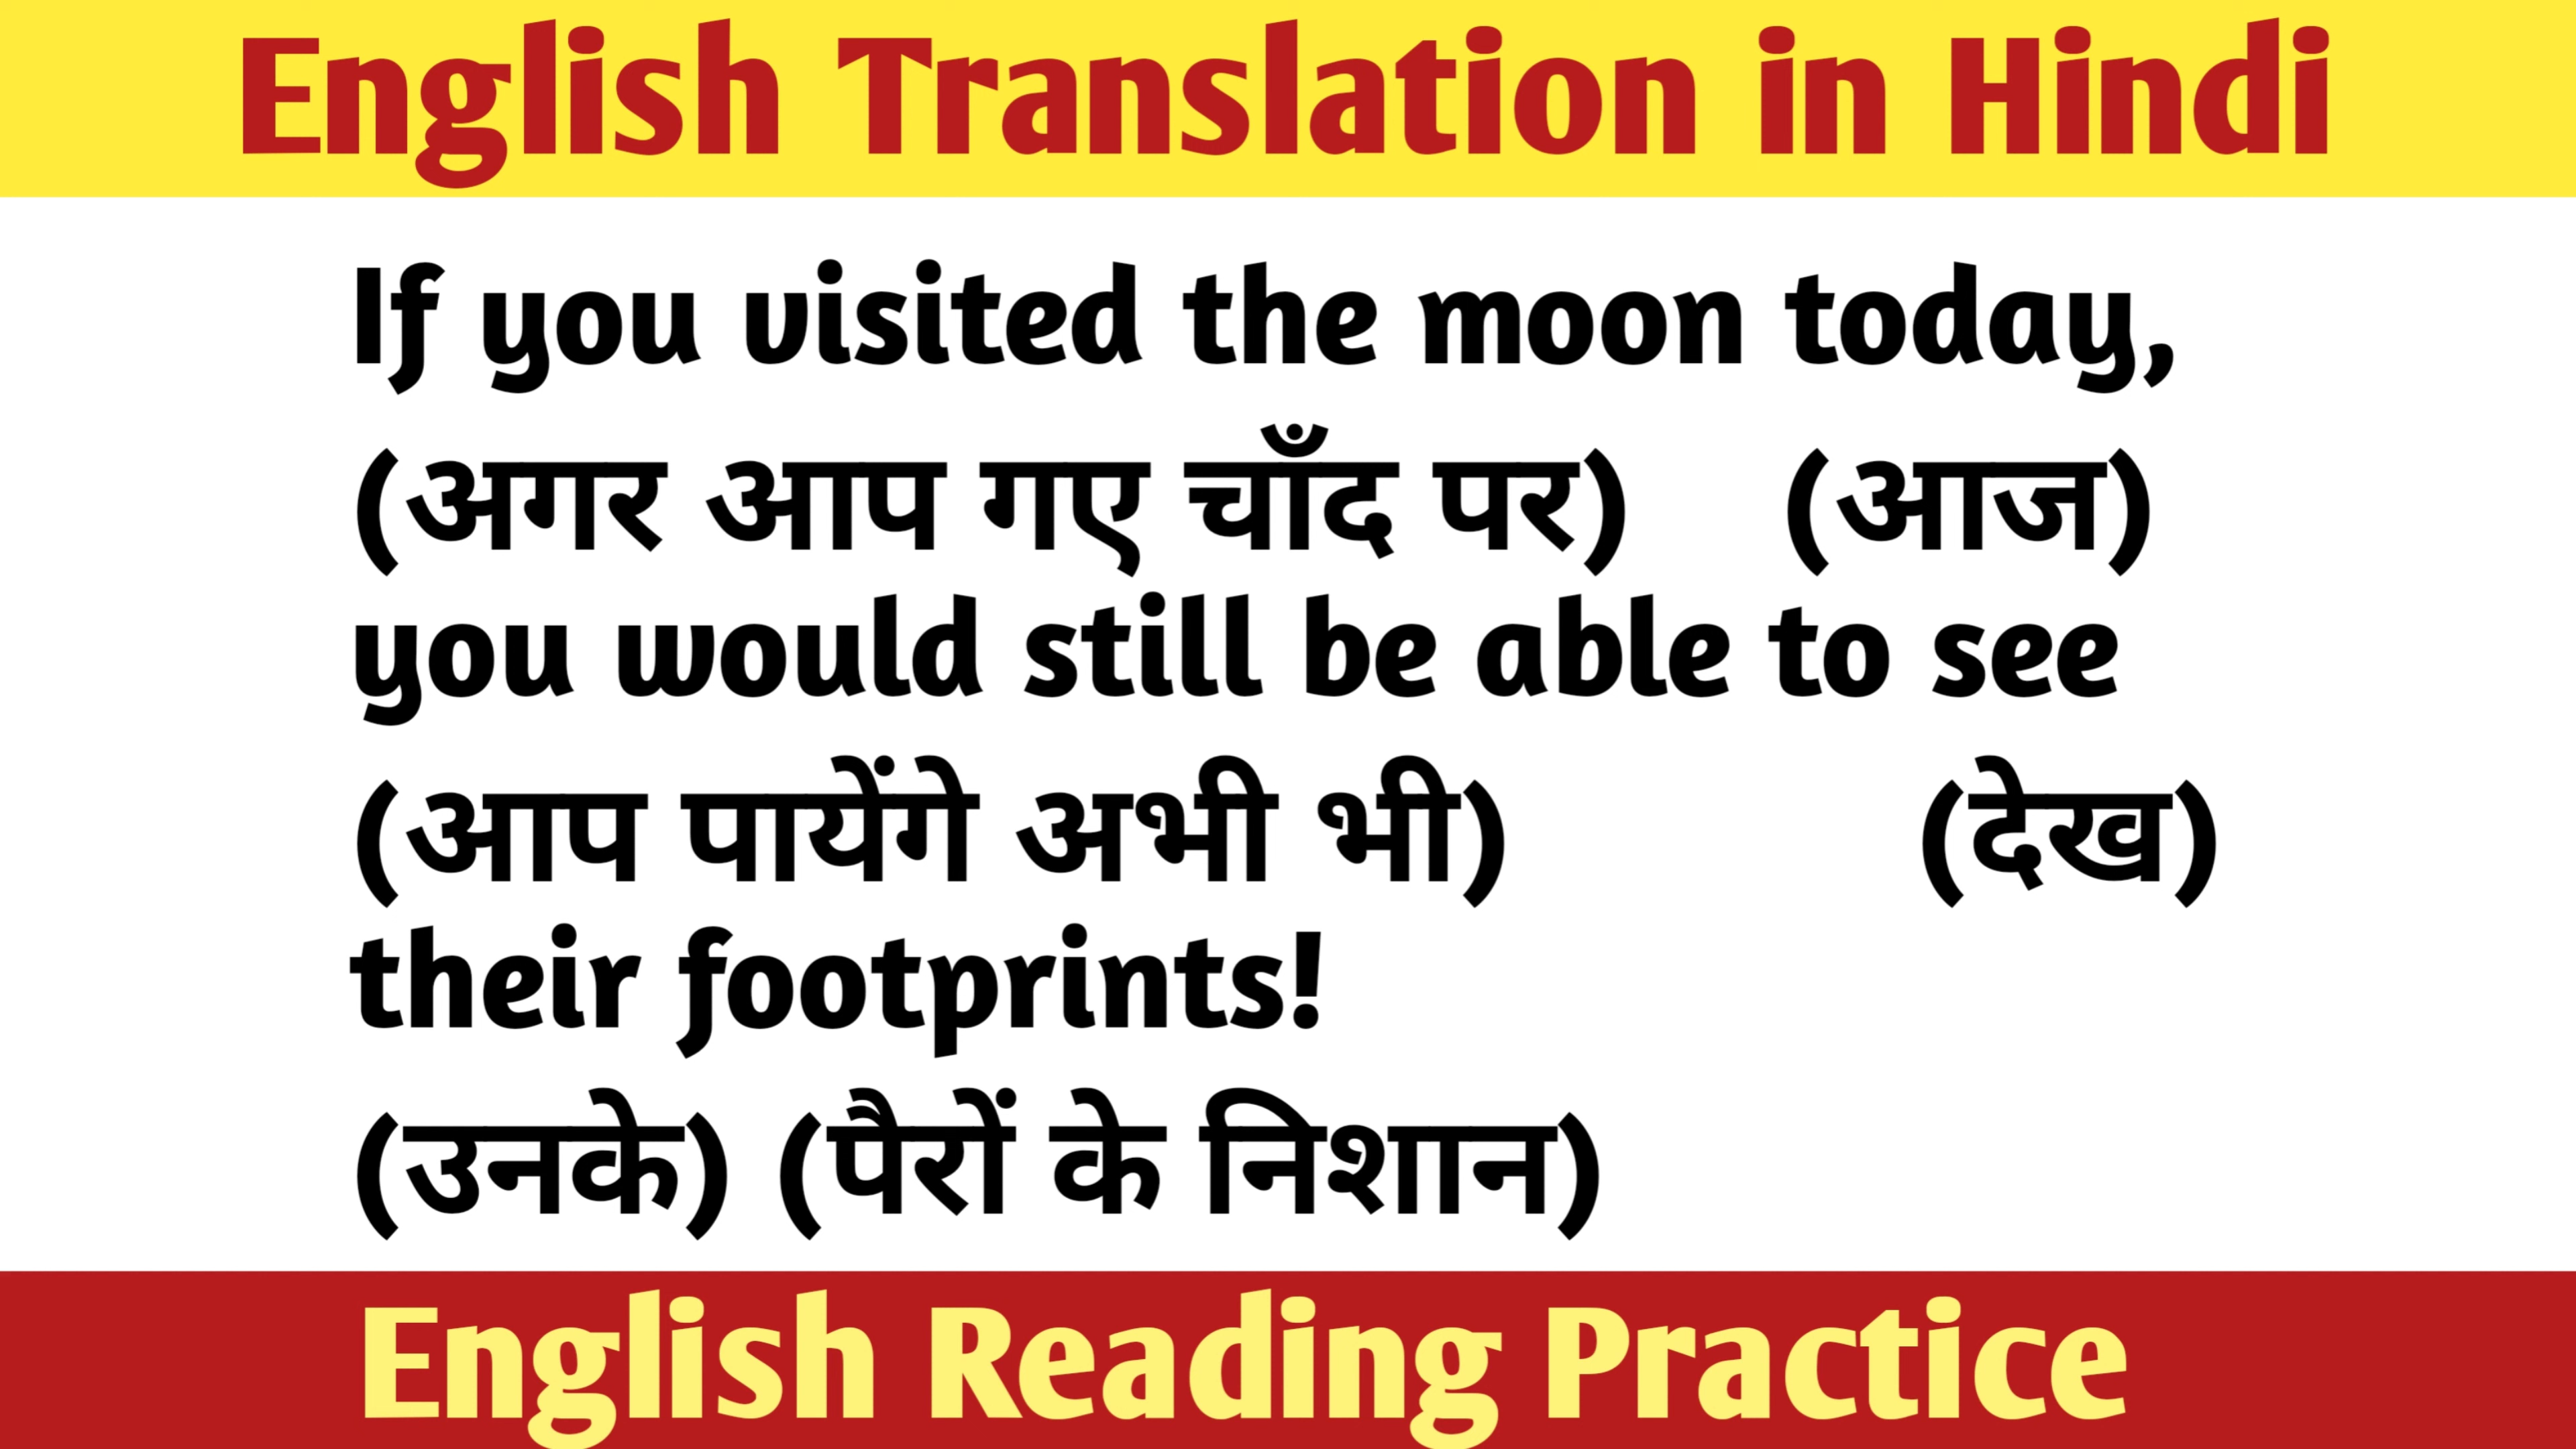 English Translation in Hindi
If you visited the moon today,
(अगर आप गए चाँद पर) (आज)
you would still be able to see
(आप पायेंगे अभी भी) (देख)
their footprints!
(उनके) (पैरों के निशान)
English Reading Practice